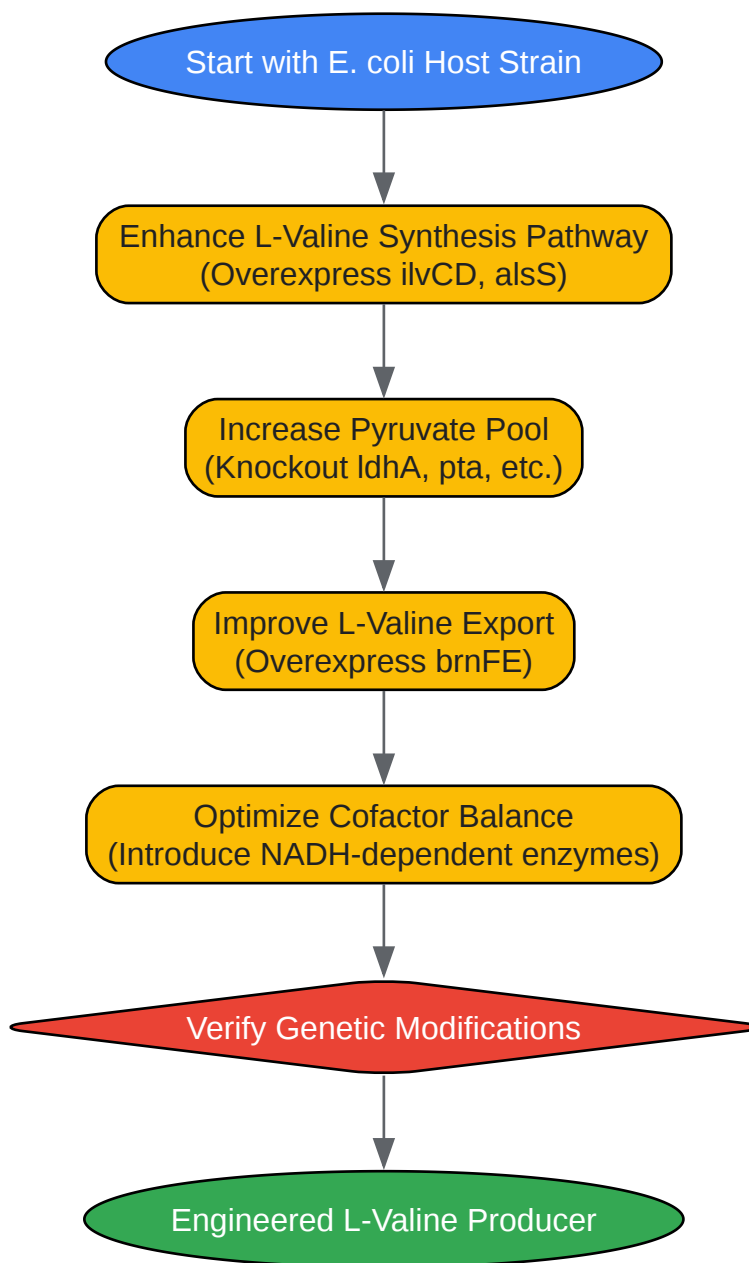 Start with E. coli Host Strain
Enhance L-Valine Synthesis Pathway
(Overexpress ilvCD, alsS)
Increase Pyruvate Pool
(Knockout ldhA, pta, etc.)
Improve L-Valine Export
(Overexpress brnFE)
Optimize Cofactor Balance
(Introduce NADH-dependent enzymes)
Verify Genetic Modifications
Engineered L-Valine Producer